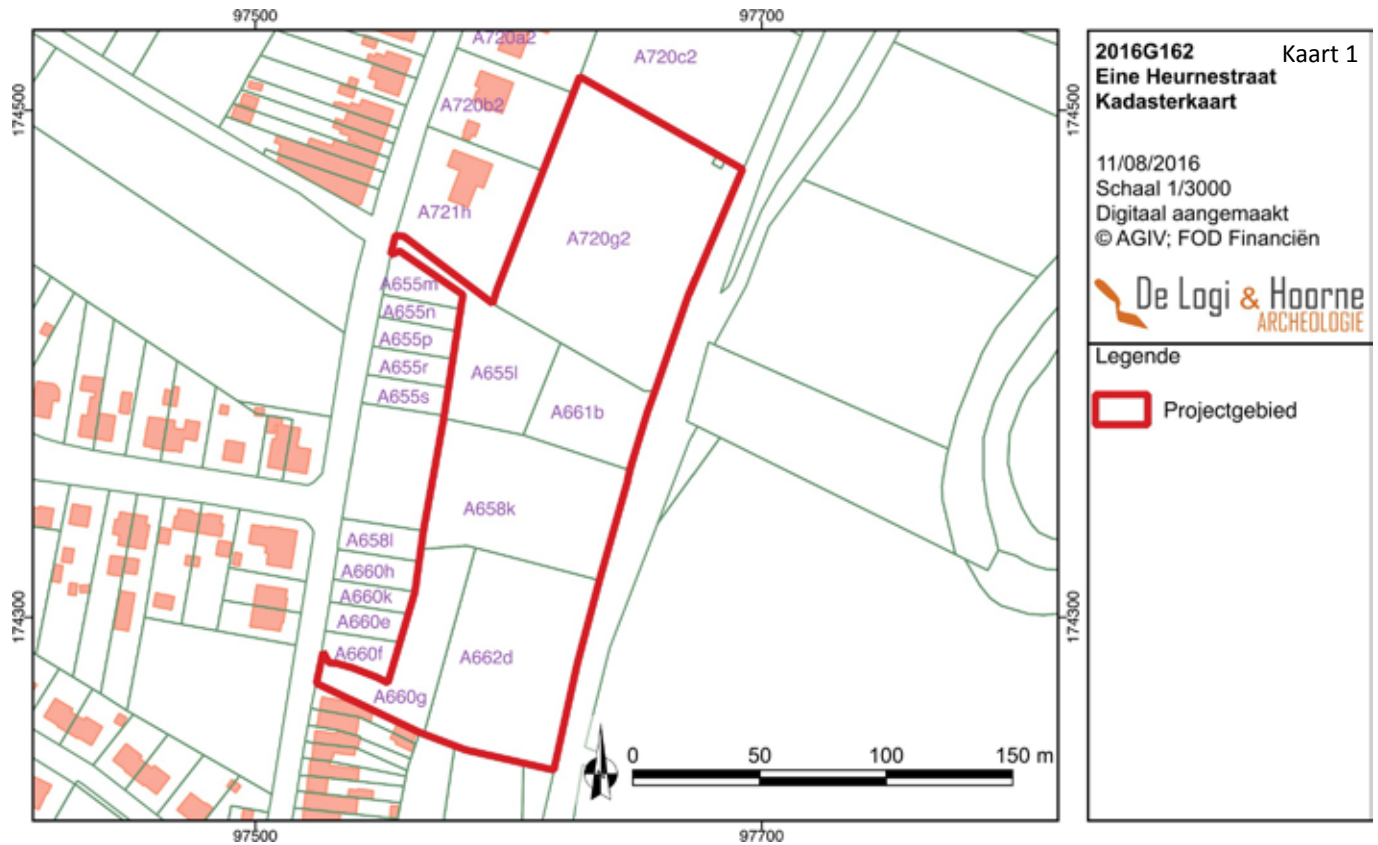 97500
97700
174500
174500
174300
174300
97500
97700
A720a2
A720c2
A720b2
A721h
A720g2
A655m
A655n
A655p
A655r
A655s
A655l
A661b
A658k
A658l
A660h
A660k
A660e
A660f
A660g
A662d
0 50 100 150 m
2016G162 Kaart 1
Eine Heurnestraat
Kadasterkaart
11/08/2016
Schaal 1/3000
Digitaal aangemaakt
© AGIV; FOD Financiën
De Logi & Hoorne
ARCHEOLOGIE
Legende
Projectgebied